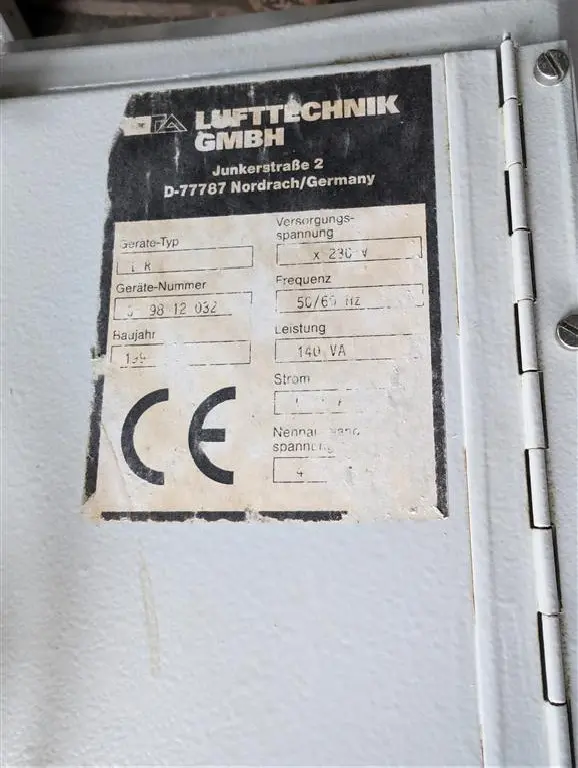 LUFTTECHNIK
GMBH
Junkerstraße 2
D-77787 Nordrach/Germany
Geräte-Typ
Geräte-Nummer
98 12 032
Baujahr
Versorgungs-
spannung
x 230 V
Frequenz
50/60 Hz
Leistung
140 VA
Strom
spannung
CE